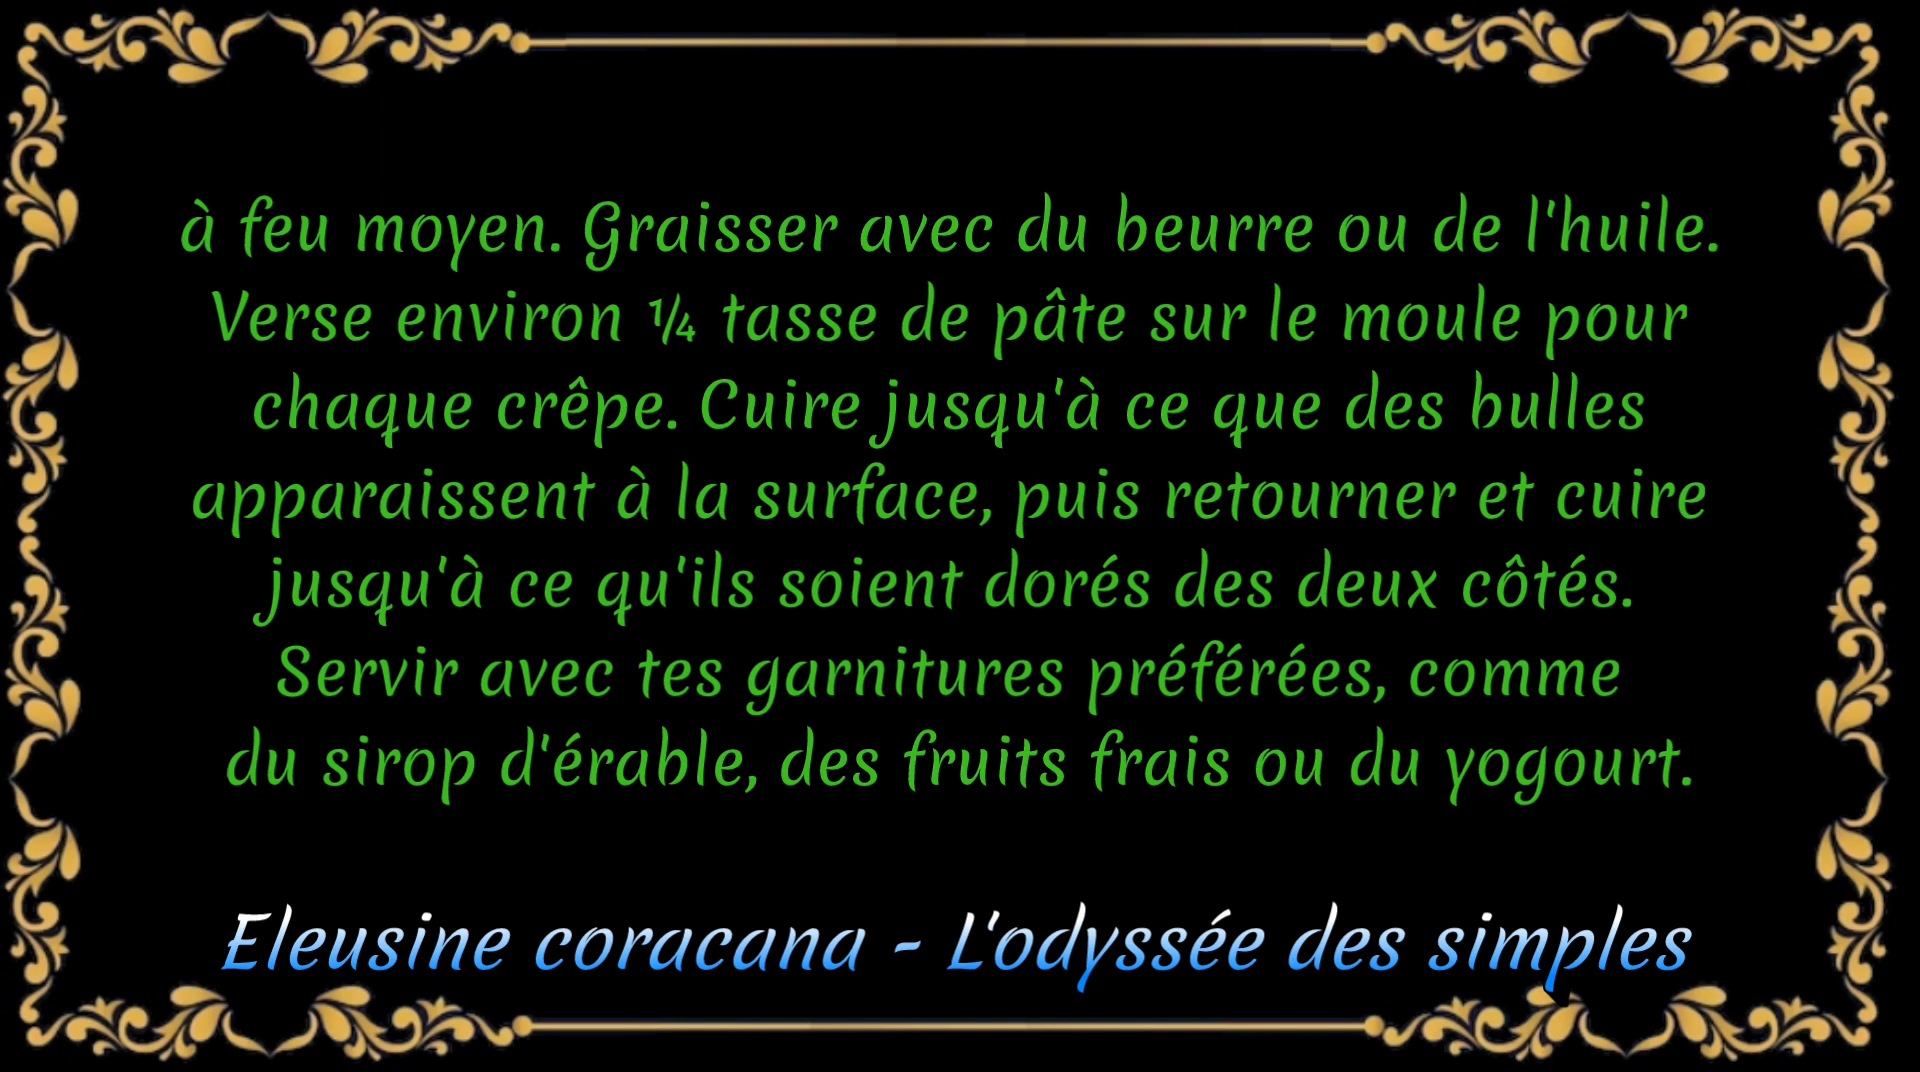 à feu moyen. Graisser avec du beurre ou de l'huile.
Verse environ ¼ tasse de pâte sur le moule pour
chaque crêpe. Cuire jusqu'à ce que des bulles
apparaissent à la surface, puis retourner et cuire
jusqu'à ce qu'ils soient dorés des deux côtés.
Servir avec tes garnitures préférées, comme
du sirop d'érable, des fruits frais ou du yogourt.
Eleusine coracana - L'odyssée des simples